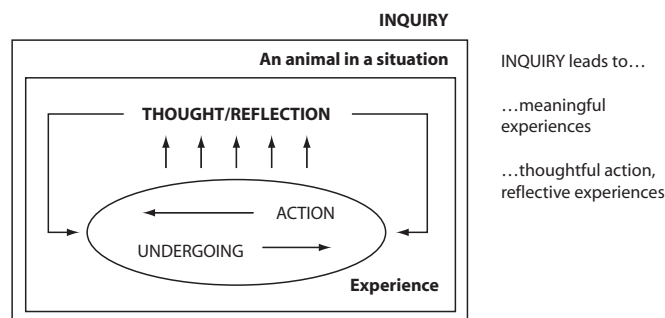 INQUIRY
An animal in a situation
THOUGHT/REFLECTION
ACTION
UNDERGOING
Experience
INQUIRY leads to…
…meaningful
experiences
…thoughtful action,
reflective experiences